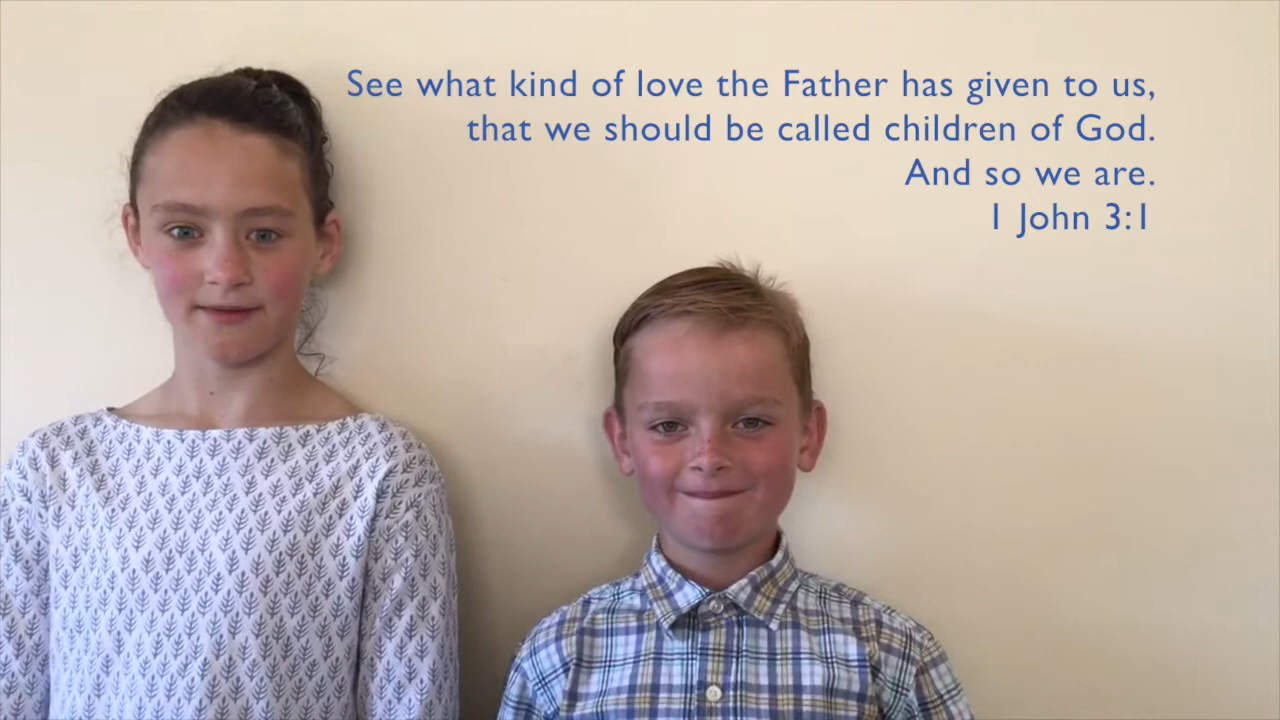 See what kind of love the Father has given to us,
that we should be called children of God.
And so we are.
1 John 3:1